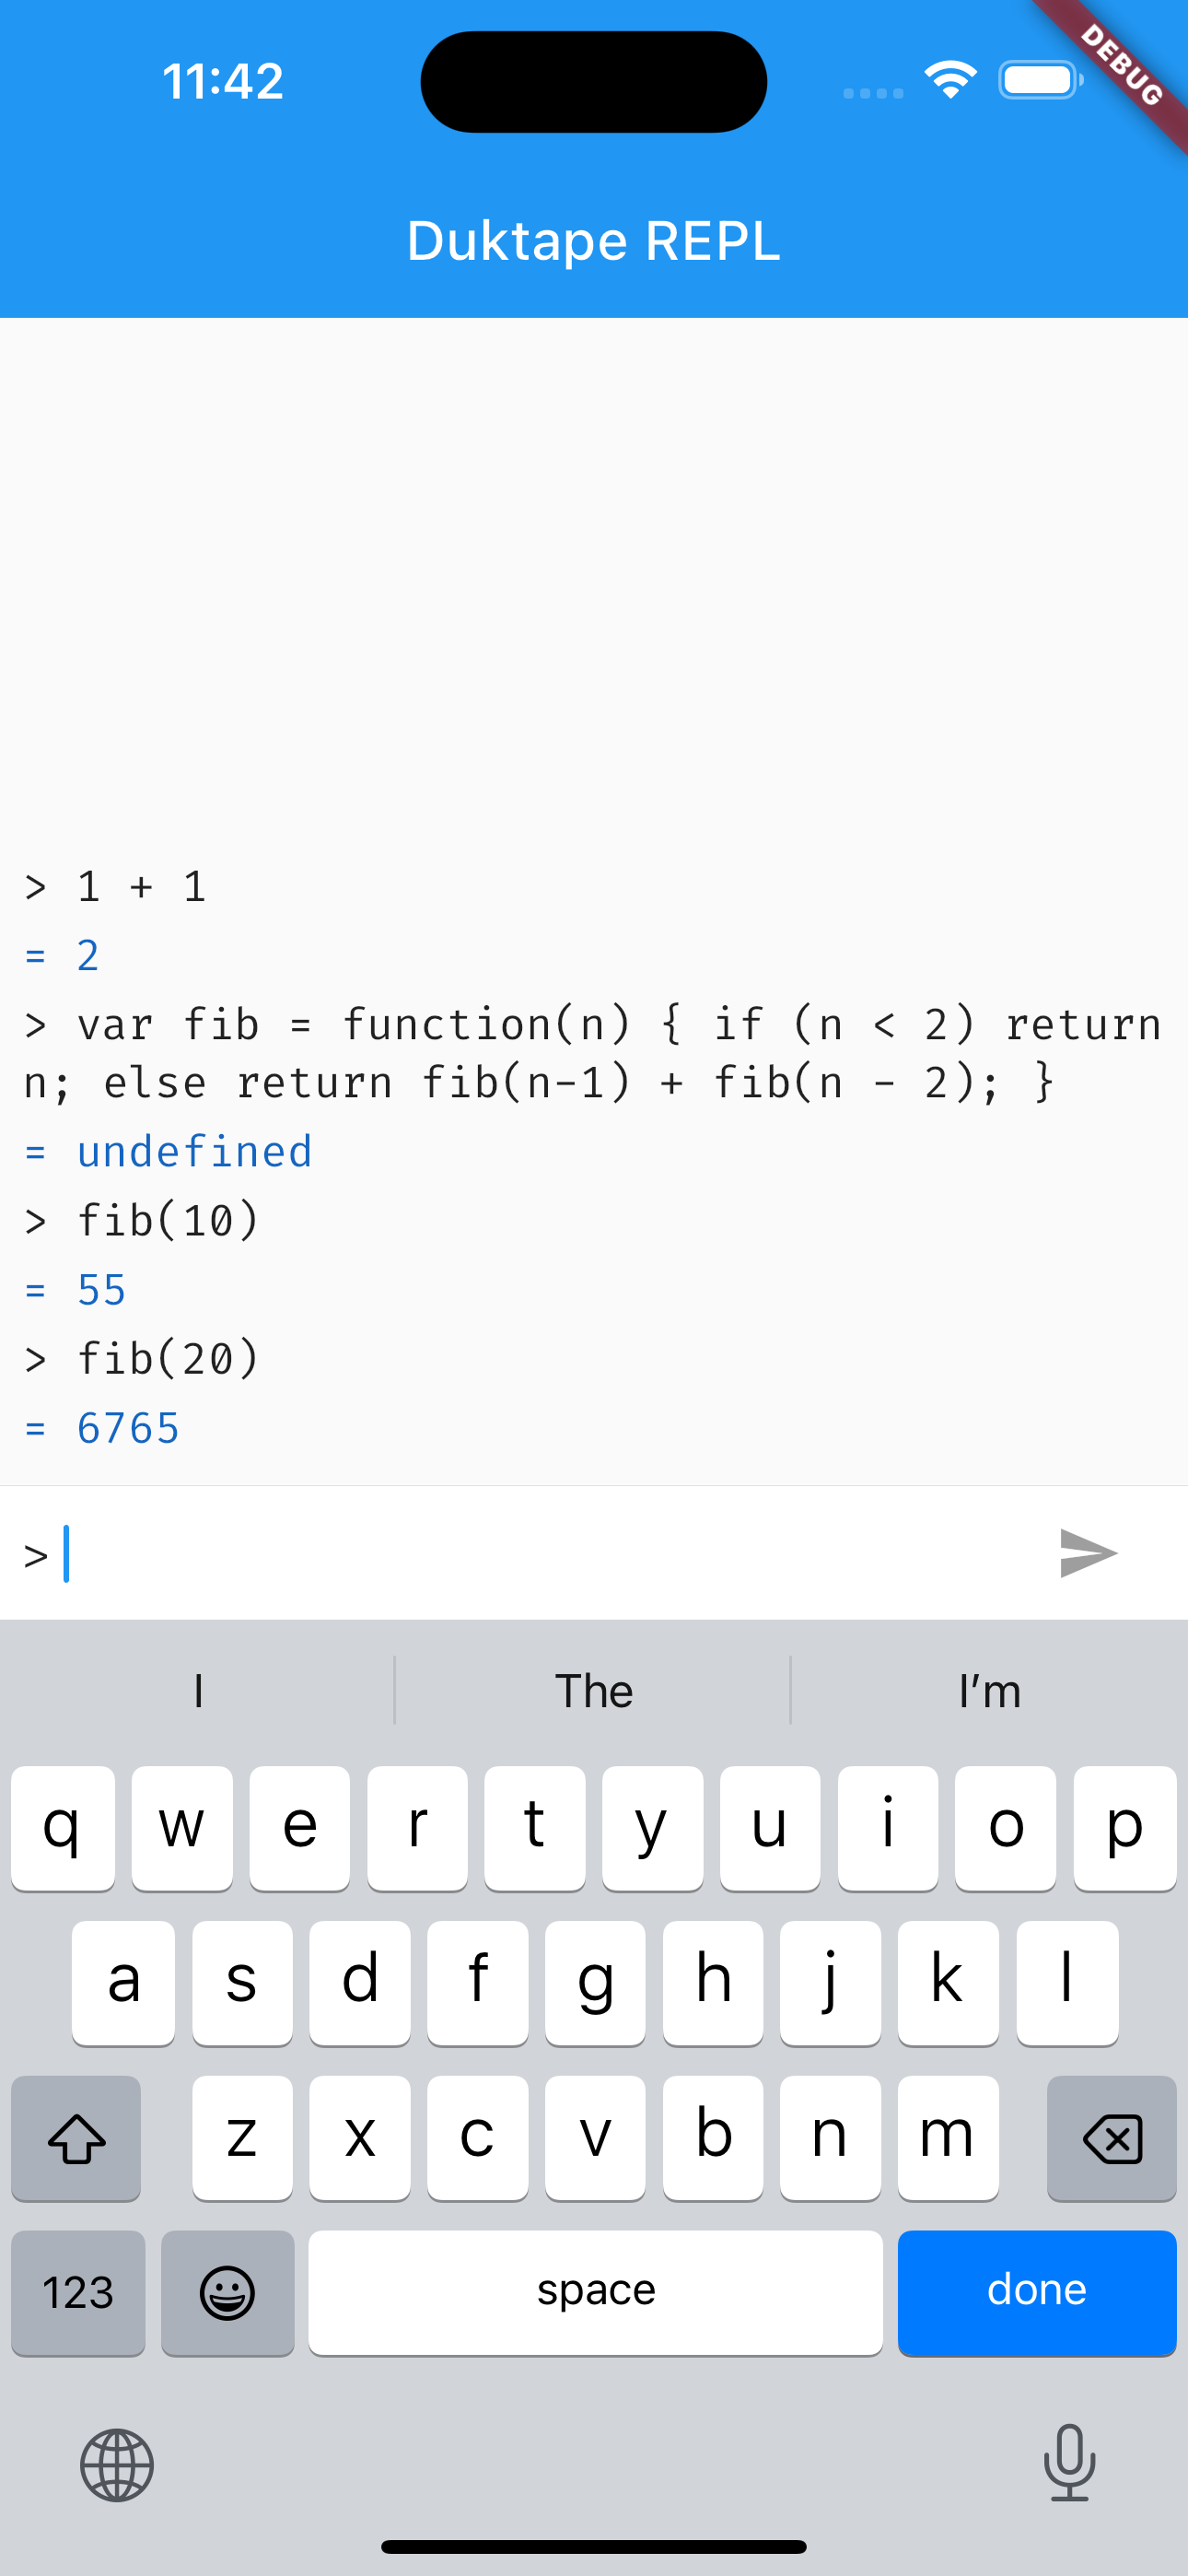 11:42
DEBUG
Duktape REPL
> 1 + 1
= 2
> var fib = function(n) { if (n < 2) return
n; else return fib(n-1) + fib(n - 2); }
= undefined
> fib(10)
= 55
> fib(20)
= 6765
>
I The I’m
q w e r t y u i o p
a s d f g h j k l
z x c v b n m
123 space done